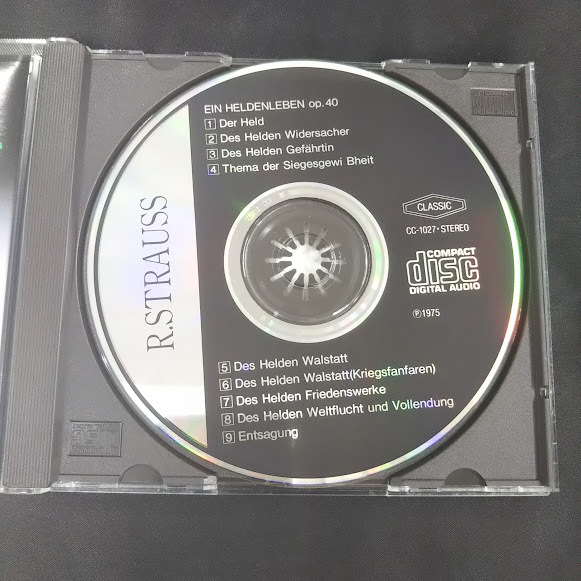 EIN HELDENLEBEN op.40
1 Der Held
2 Des Helden Widersacher
3 Des Helden Gefährtin
4 Thema der Siegesgewi Bheit
R.STRAUSS
CLASSIC
CC-1027・STEREO
COMPACT
disc
DIGITAL AUDIO
Ⓟ1975
5 Des Helden Walstatt
6 Des Helden Walstatt(Kriegsfanfaren)
7 Des Helden Friedenswerke
8 Des Helden Weltflucht und Vollendung
9 Entsagung